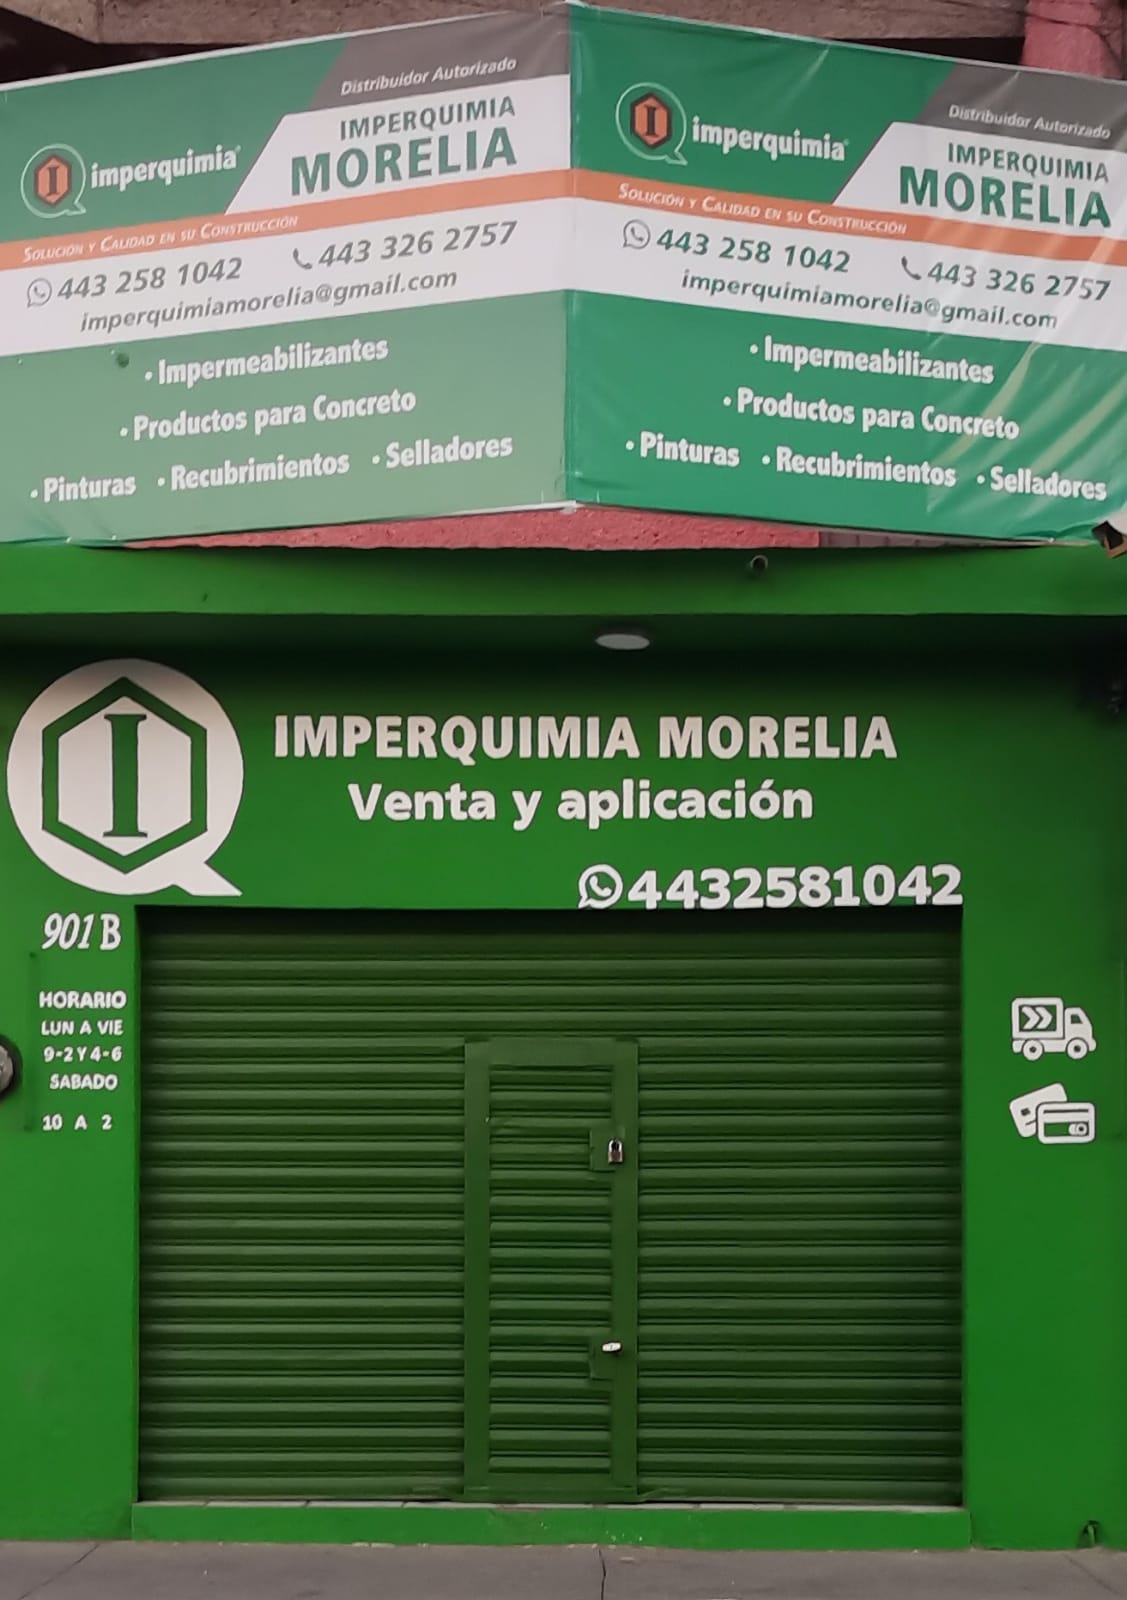 Distribuidor Autorizado
imperquimia
IMPERQUIMIA
MORELIA
SOLUCIÓN Y CALIDAD EN SU CONSTRUCCIÓN
443 258 1042
443 326 2757
imperquimiamorelia@gmail.com
• Impermeabilizantes
• Productos para Concreto
• Pinturas • Recubrimientos • Selladores
Distribuidor Autorizado
imperquimia
IMPERQUIMIA
MORELIA
SOLUCIÓN Y CALIDAD EN SU CONSTRUCCIÓN
443 258 1042
443 326 2757
imperquimiamorelia@gmail.com
• Impermeabilizantes
• Productos para Concreto
• Pinturas • Recubrimientos • Selladores
IMPERQUIMIA MORELIA
Venta y aplicación
4432581042
901 B
HORARIO
LUN A VIE
9-2 Y 4-6
SABADO
10 A 2